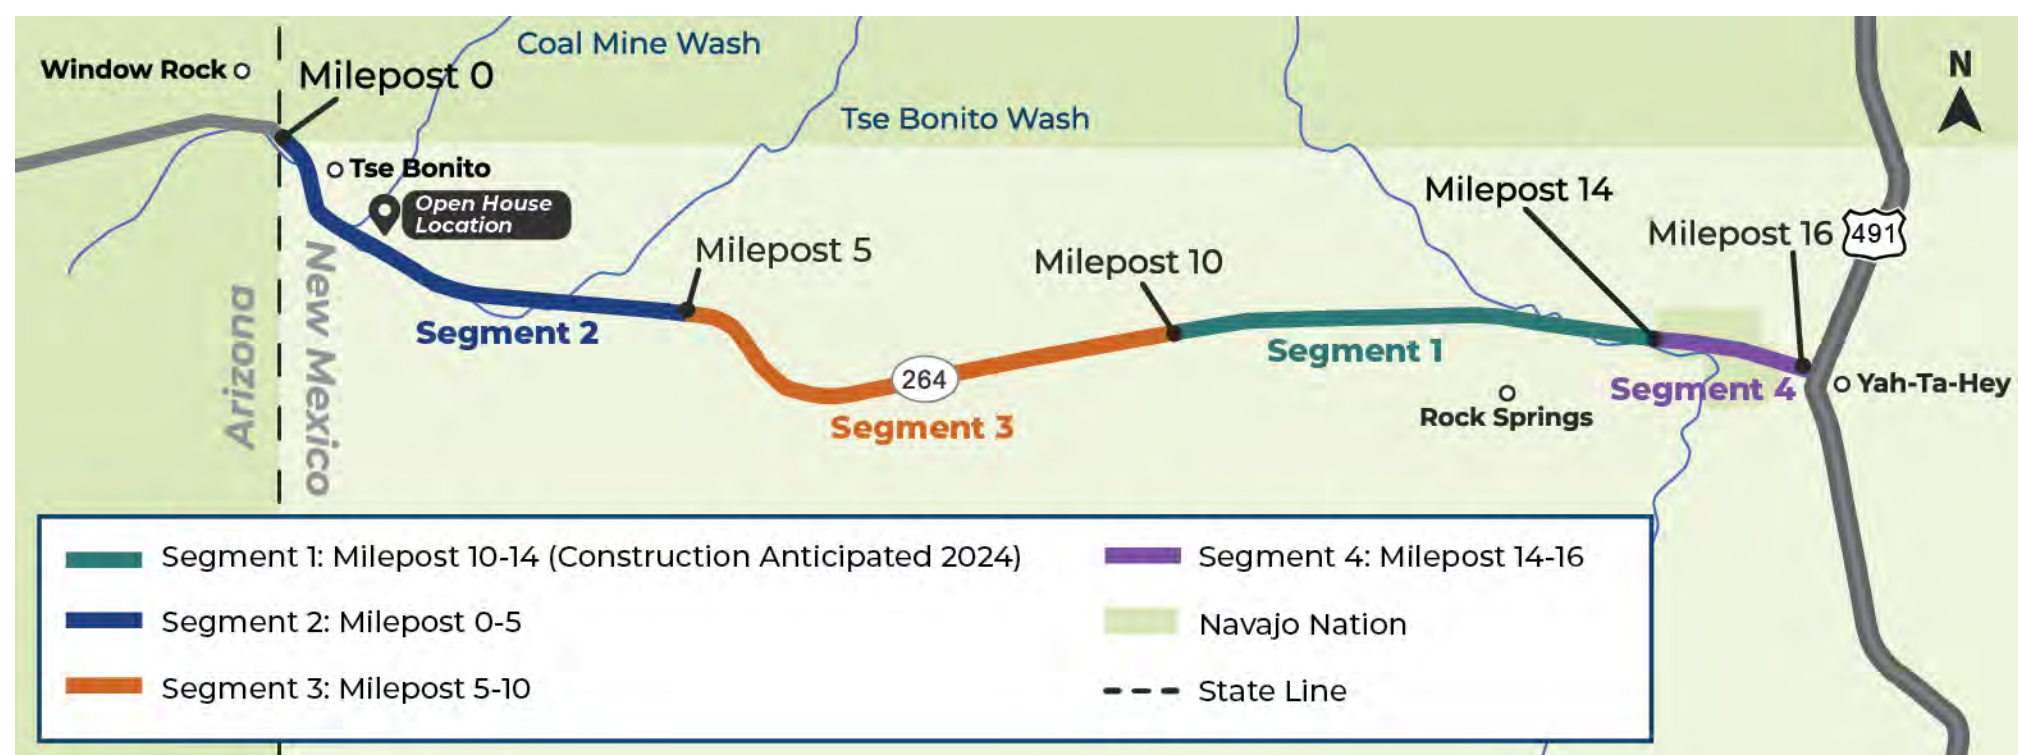 Coal Mine Wash
N
Window Rock
Milepost 0
Tse Bonito Wash
Tse Bonito
Open House
Location
Milepost 14
Milepost 16
491
Milepost 5
Milepost 10
Arizona
New Mexico
Segment 2
Segment 1
264
Segment 4
Yah-Ta-Hey
Rock Springs
Segment 3
Segment 1: Milepost 10-14 (Construction Anticipated 2024)
Segment 2: Milepost 0-5
Segment 3: Milepost 5-10
Segment 4: Milepost 14-16
Navajo Nation
State Line